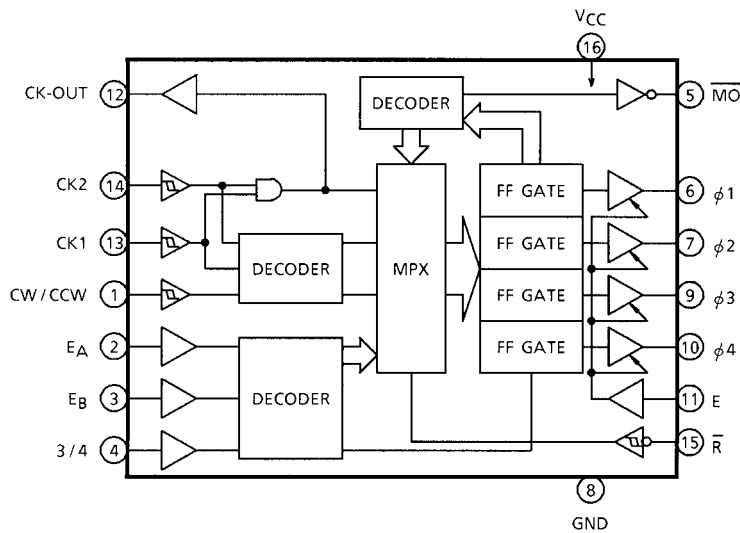 VCC
16
CK-OUT
12
DECODER
5
MO
CK2
14
FF GATE
6
φ1
CK1
13
DECODER
MPX
FF GATE
7
φ2
CW/CCW
1
FF GATE
9
φ3
EA
2
FF GATE
10
φ4
EB
3
DECODER
11
E
3/4
4
15
R
8
GND